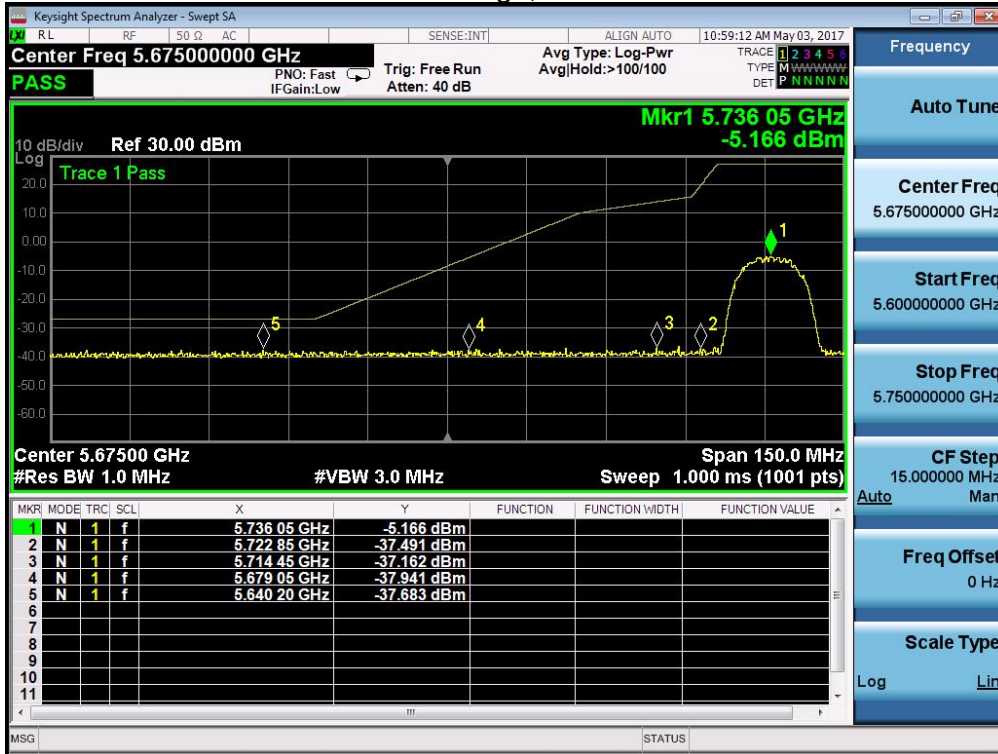 Keysight Spectrum Analyzer - Swept SA
LXI RL RF 50 Ω AC SENSE:INT ALIGN AUTO 10:59:12 AM May 03, 2017
Center Freq 5.675000000 GHz Avg Type: Log-Pwr TRACE 1 2 3 4 5 6
PNO: Fast Trig: Free Run Avg|Hold:>100/100 TYPE M W W W W W
PASS IFGain:Low Atten: 40 dB DET P N N N N N
Mkr1 5.736 05 GHz
10 dB/div Ref 30.00 dBm -5.166 dBm
Log
Trace 1 Pass
20.0
10.0
0.00
1
-10.0
-20.0
-30.0
5 4 3 2
-40.0
-50.0
-60.0
Center 5.67500 GHz Span 150.0 MHz
#Res BW 1.0 MHz #VBW 3.0 MHz Sweep 1.000 ms (1001 pts)
MKR MODE TRC SCL X Y FUNCTION FUNCTION WIDTH FUNCTION VALUE
1 N 1 f 5.736 05 GHz -5.166 dBm
2 N 1 f 5.722 85 GHz -37.491 dBm
3 N 1 f 5.714 45 GHz -37.162 dBm
4 N 1 f 5.679 05 GHz -37.941 dBm
5 N 1 f 5.640 20 GHz -37.683 dBm
6
7
8
9
10
11
MSG STATUS
Frequency
Auto Tune
Center Freq
5.675000000 GHz
Start Freq
5.600000000 GHz
Stop Freq
5.750000000 GHz
CF Step
15.000000 MHz
Auto Man
Freq Offset
0 Hz
Scale Type
Log Lin